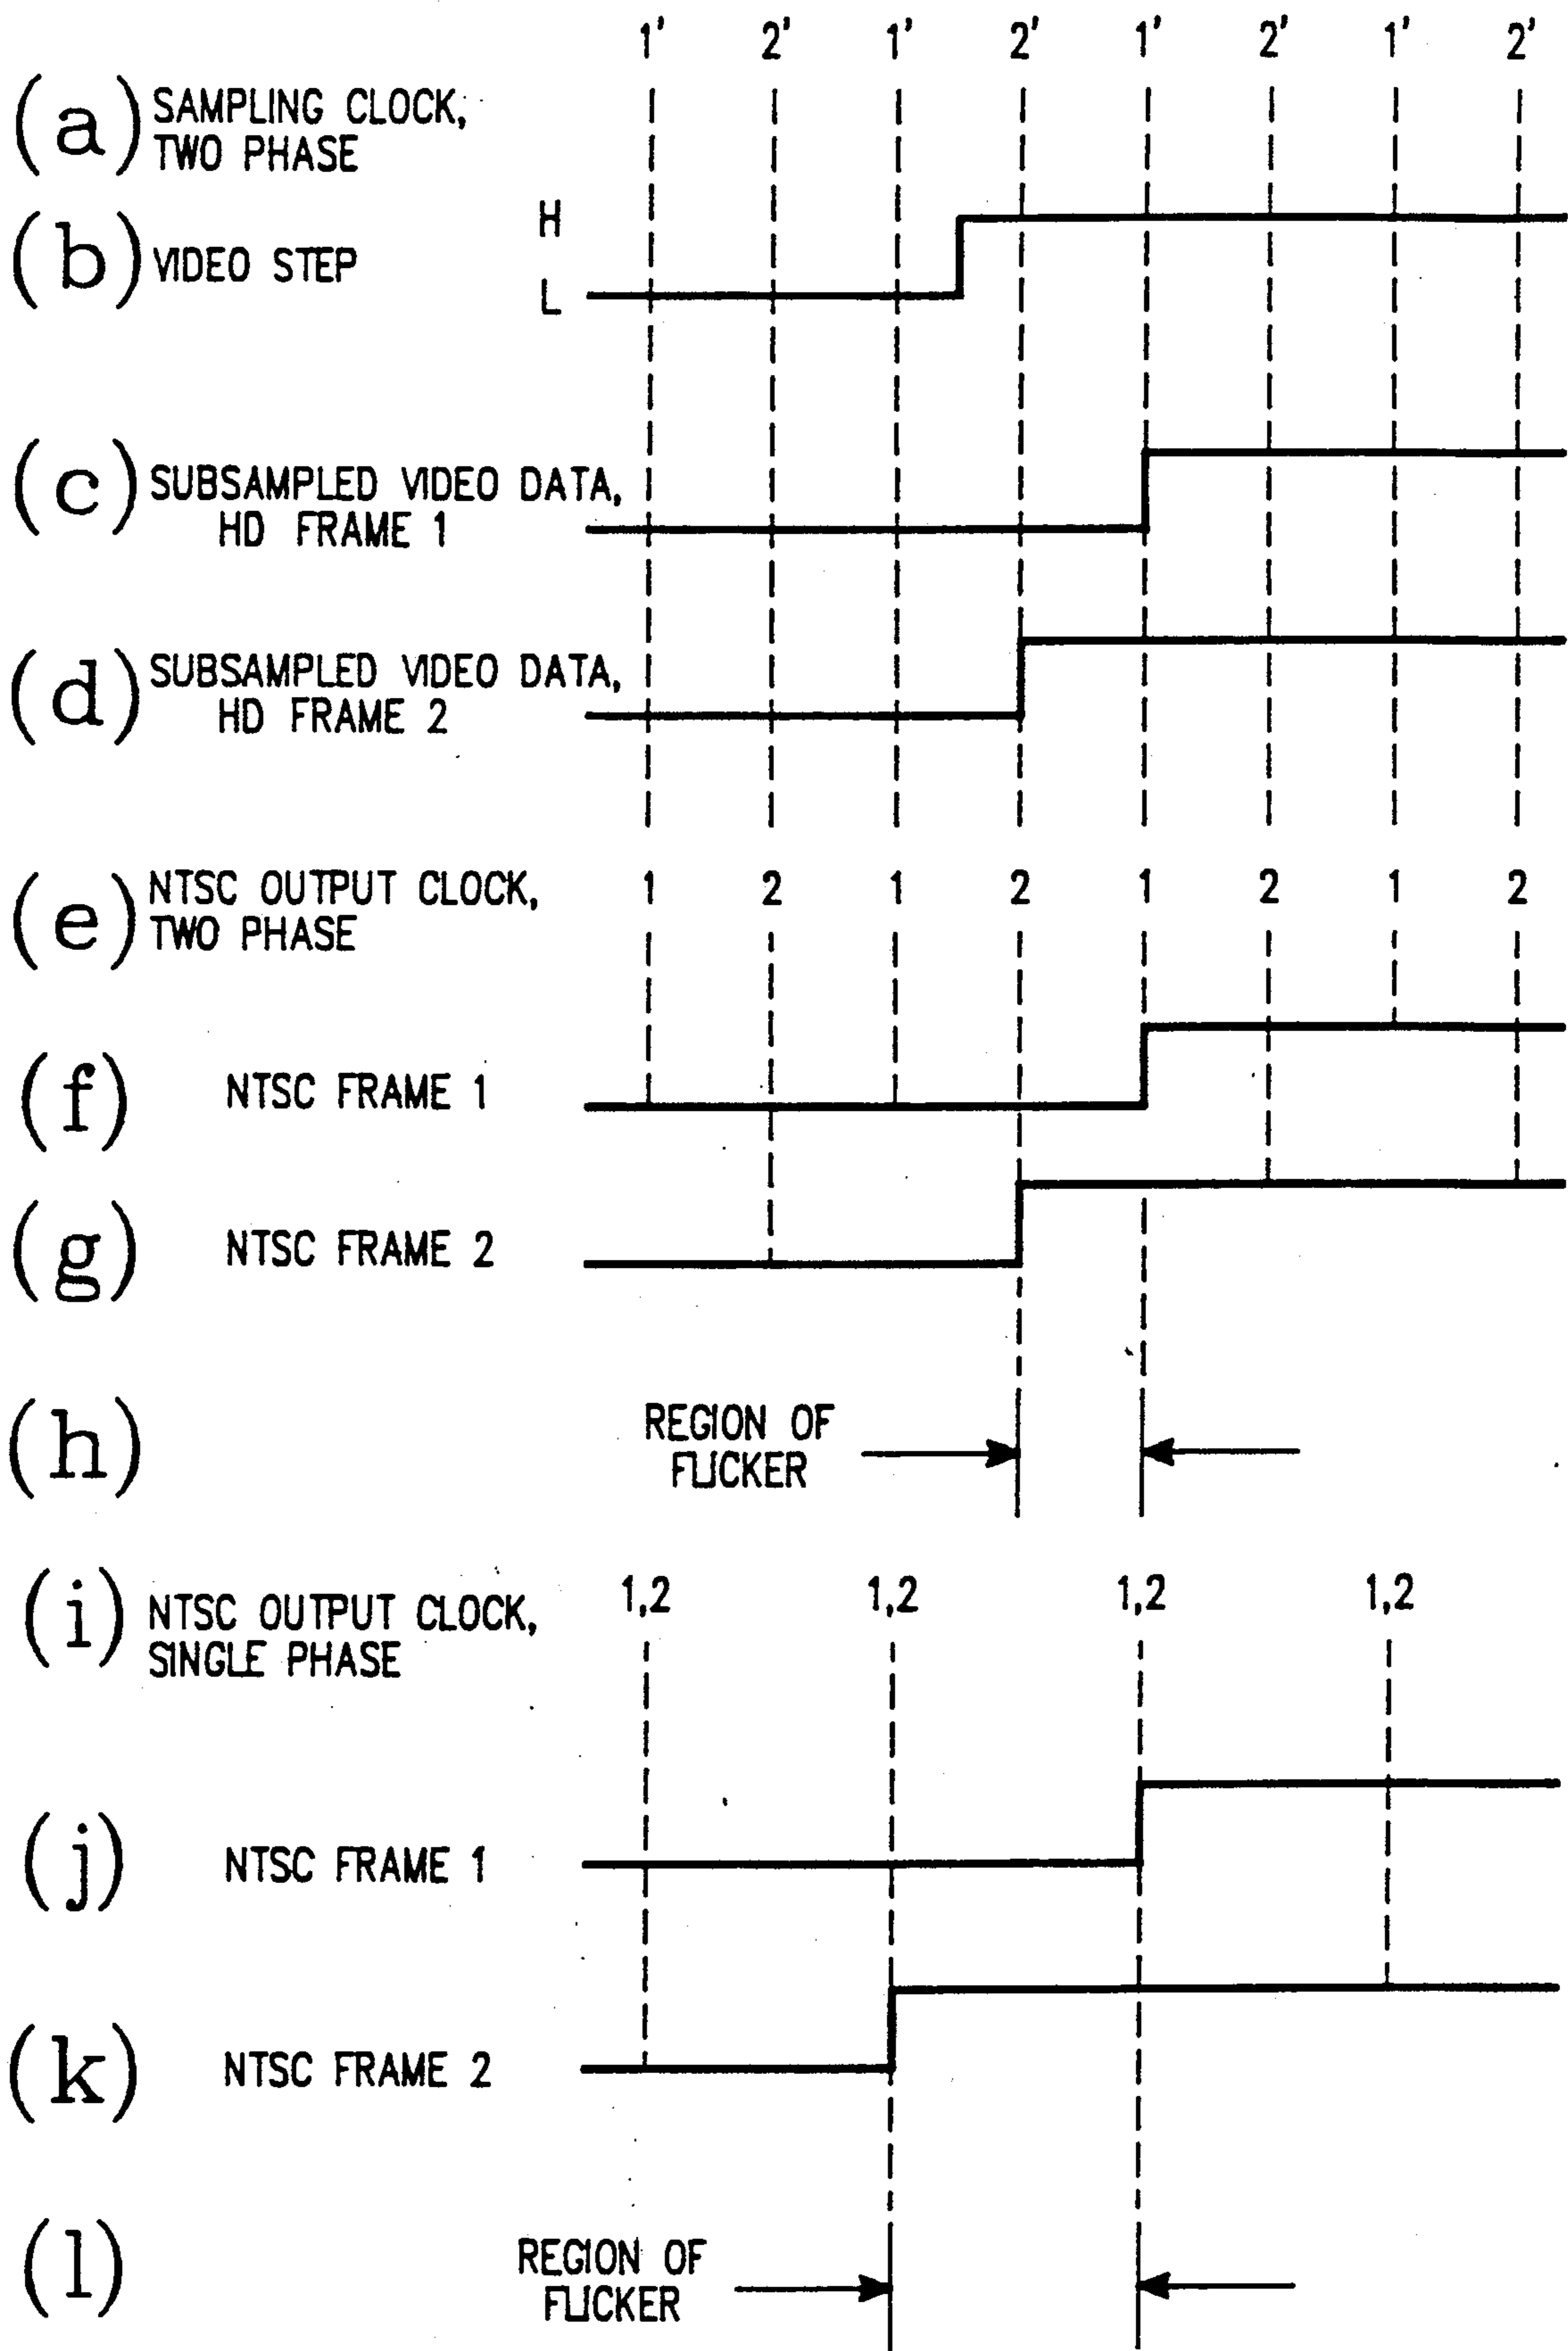 1' 2' 1' 2' 1' 2' 1' 2'
(a) SAMPLING CLOCK,
TWO PHASE
H
(b) VIDEO STEP
L
(c) SUBSAMPLED VIDEO DATA,
HD FRAME 1
(d) SUBSAMPLED VIDEO DATA,
HD FRAME 2
(e) NTSC OUTPUT CLOCK,
TWO PHASE
1 2 1 2 1 2 1 2
(f) NTSC FRAME 1
(g) NTSC FRAME 2
(h) REGION OF
FLICKER
(i) NTSC OUTPUT CLOCK,
SINGLE PHASE
1,2 1,2 1,2 1,2
(j) NTSC FRAME 1
(k) NTSC FRAME 2
(l) REGION OF
FLICKER